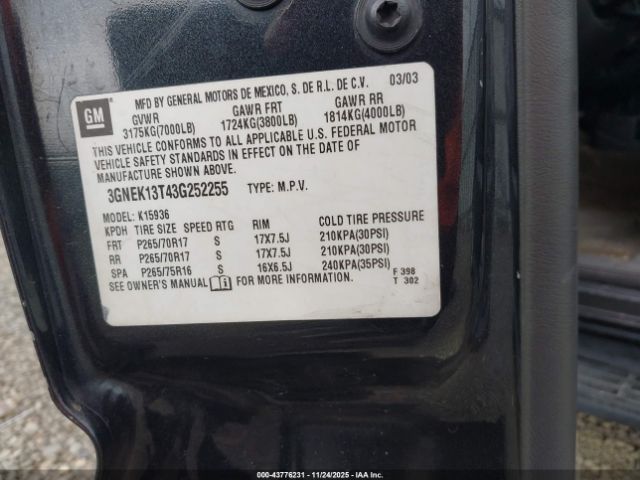 GM
MFD BY GENERAL MOTORS DE MEXICO, S. DE R.L. DE C.V. 03/03
GVWR GAWR FRT GAWR RR
3175KG(7000LB) 1724KG(3800LB) 1814KG(4000LB)
THIS VEHICLE CONFORMS TO ALL APPLICABLE U.S. FEDERAL MOTOR
VEHICLE SAFETY STANDARDS IN EFFECT ON THE DATE OF
MANUFACTURE SHOWN ABOVE.
3GNEK13T43G252255 TYPE: M.P.V.
MODEL: K15936
KPDH TIRE SIZE SPEED RTG RIM COLD TIRE PRESSURE
FRT P265/70R17 S 17X7.5J 210KPA(30PSI)
RR P265/70R17 S 17X7.5J 210KPA(30PSI)
SPA P265/75R16 S 16X6.5J 240KPA(35PSI)
SEE OWNER'S MANUAL FOR MORE INFORMATION.
F 398
T 302
000-43776231 - 11/24/2025 - IAAI.com